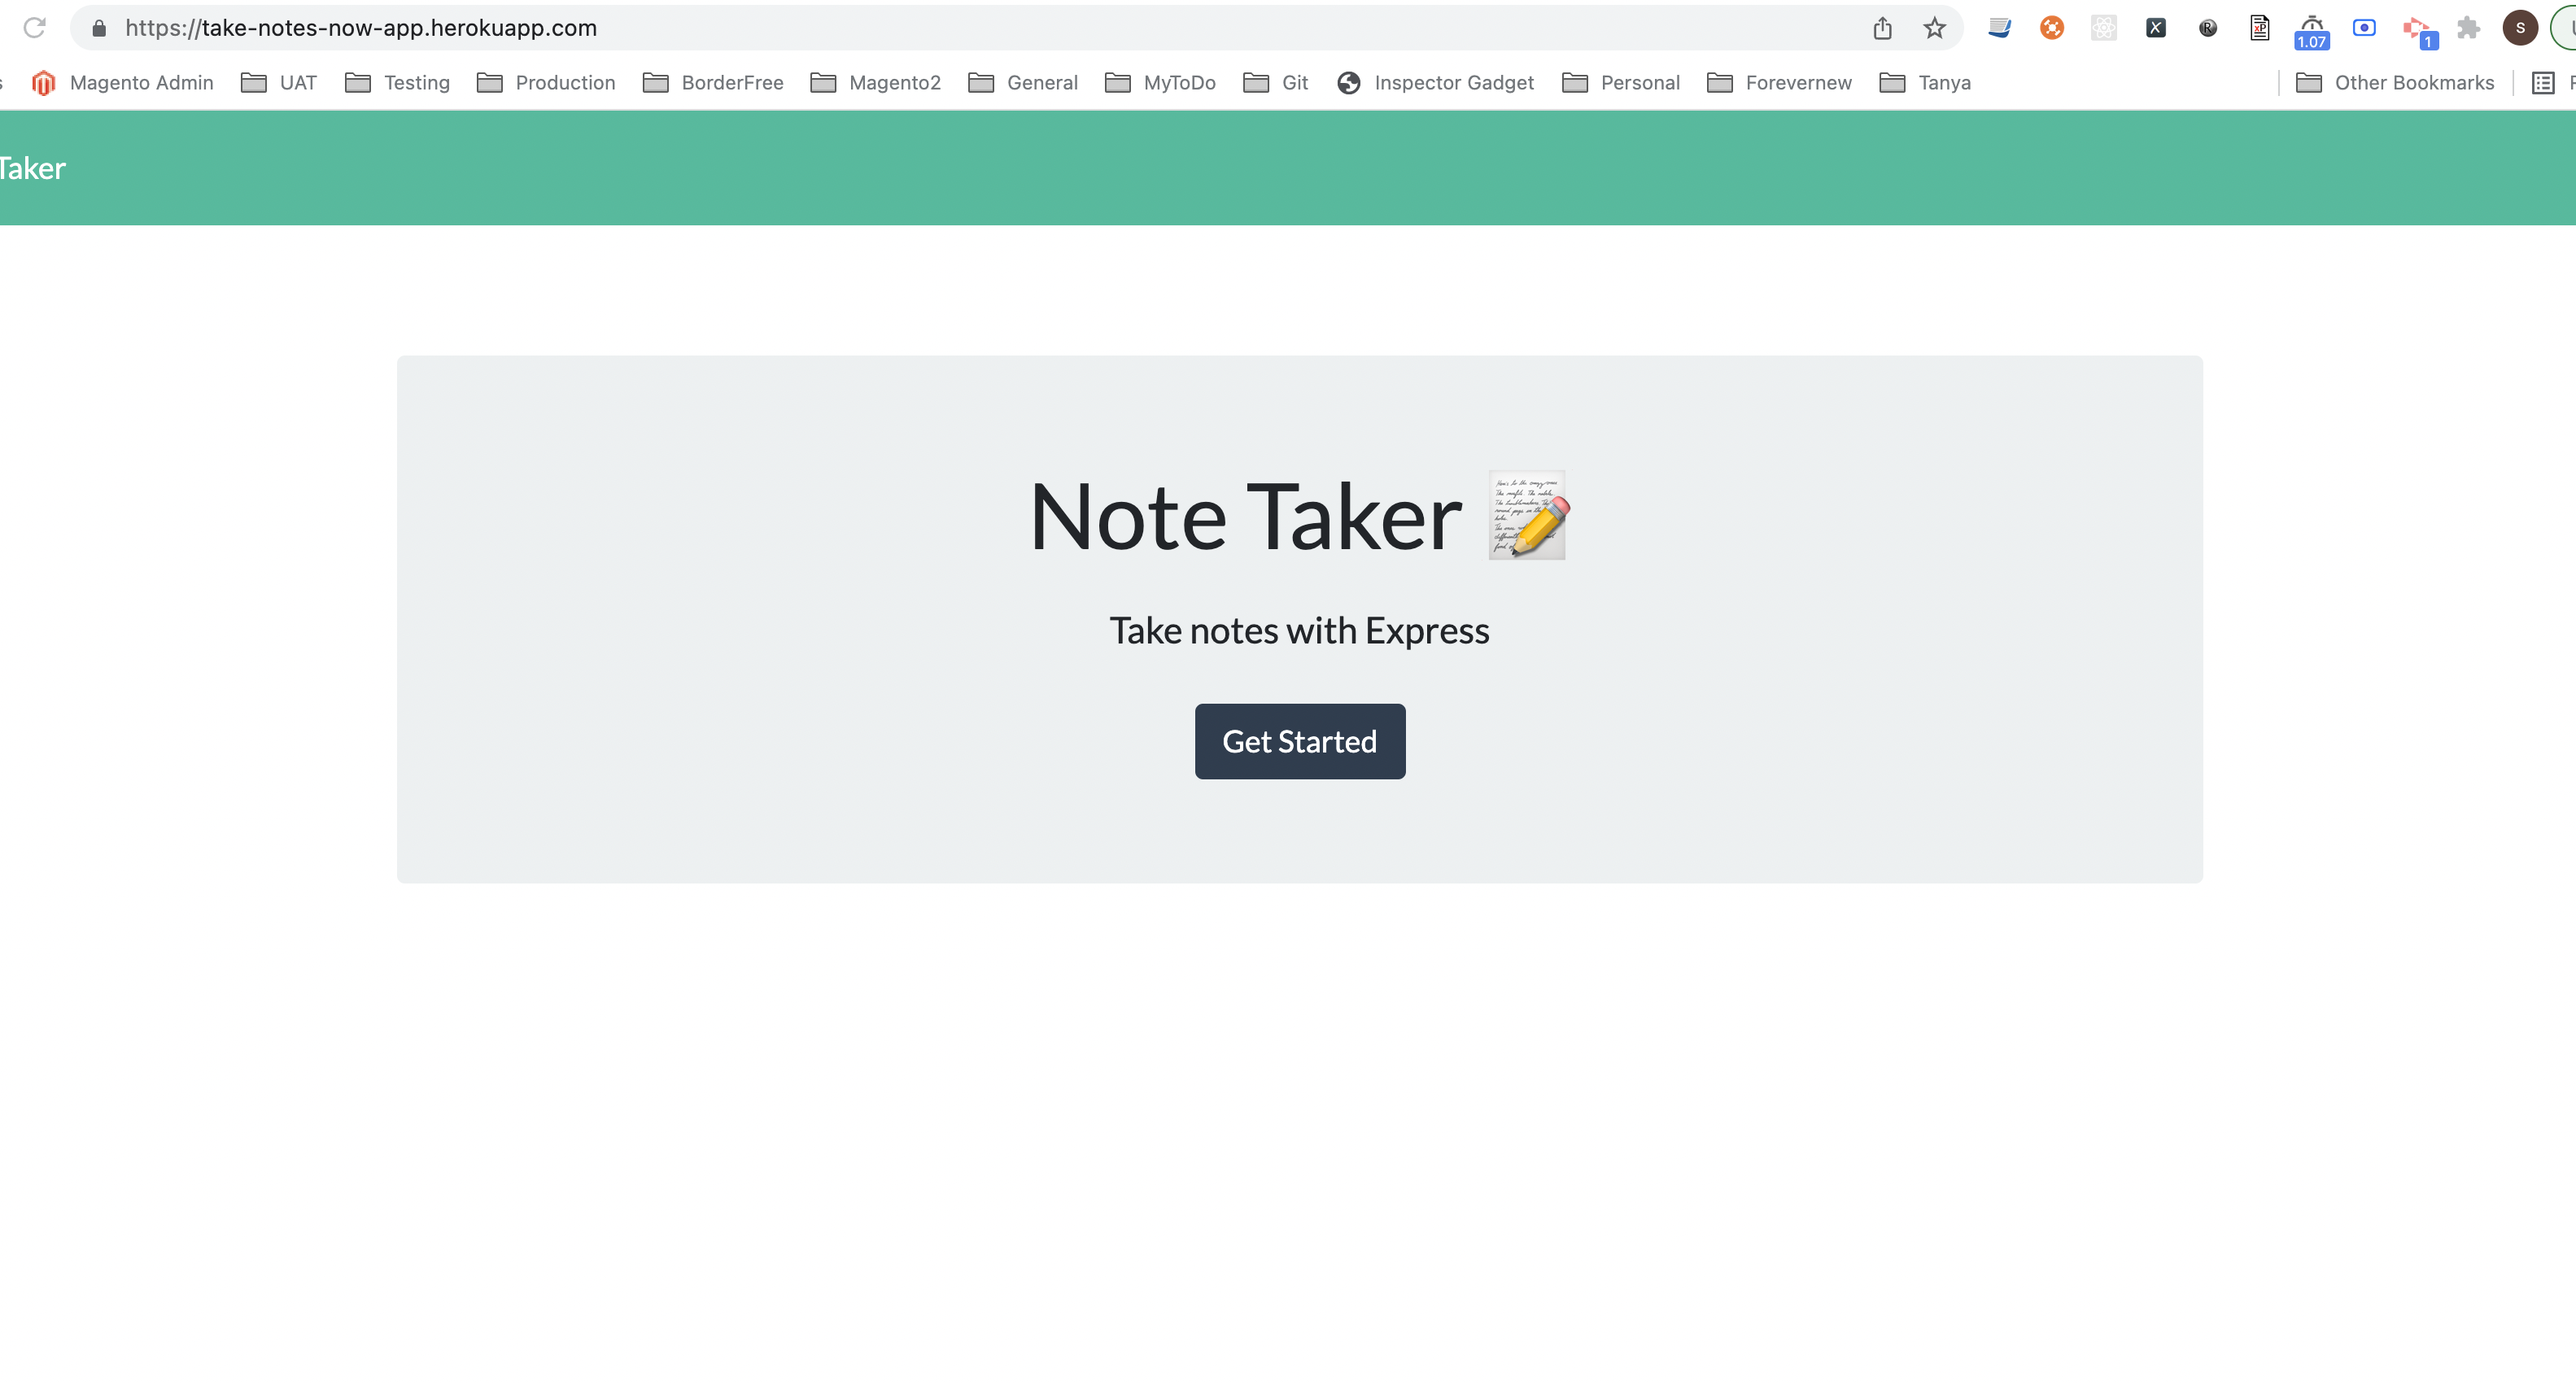 https://take-notes-now-app.herokuapp.com
1.07
1
S
Magento Admin UAT Testing Production BorderFree Magento2 General MyToDo Git Inspector Gadget Personal Forevernew Tanya Other Bookmarks
Taker
Note Taker
Take notes with Express
Get Started